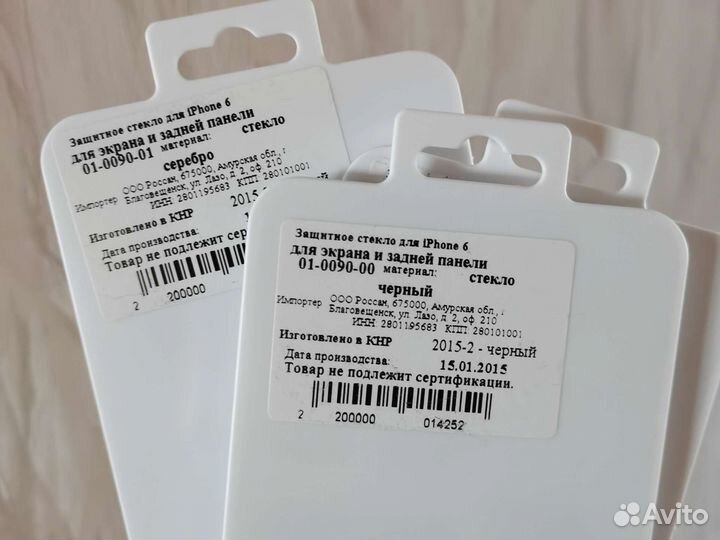 Защитное стекло для iPhone 6
для экрана и задней панели
01-0090-01 материал: стекло
серебро
ООО Россан, 675000, Амурская обл., г
Импортер Благовещенск, ул. Лазо, д. 2, оф. 210
ИНН: 2801195683 КПП: 280101001
Изготовлено в КНР 2015-2
Дата производства: 1
Товар не подлежит сертиф
2 200000
Защитное стекло для iPhone 6
для экрана и задней панели
01-0090-00 материал: стекло
черный
Импортер ООО Россан, 675000, Амурская обл., г
Благовещенск, ул. Лазо, д. 2, оф. 210
ИНН: 2801195683 КПП: 280101001
Изготовлено в КНР 2015-2 - черный
Дата производства: 15.01.2015
Товар не подлежит сертификации.
2 200000 014252
Avito